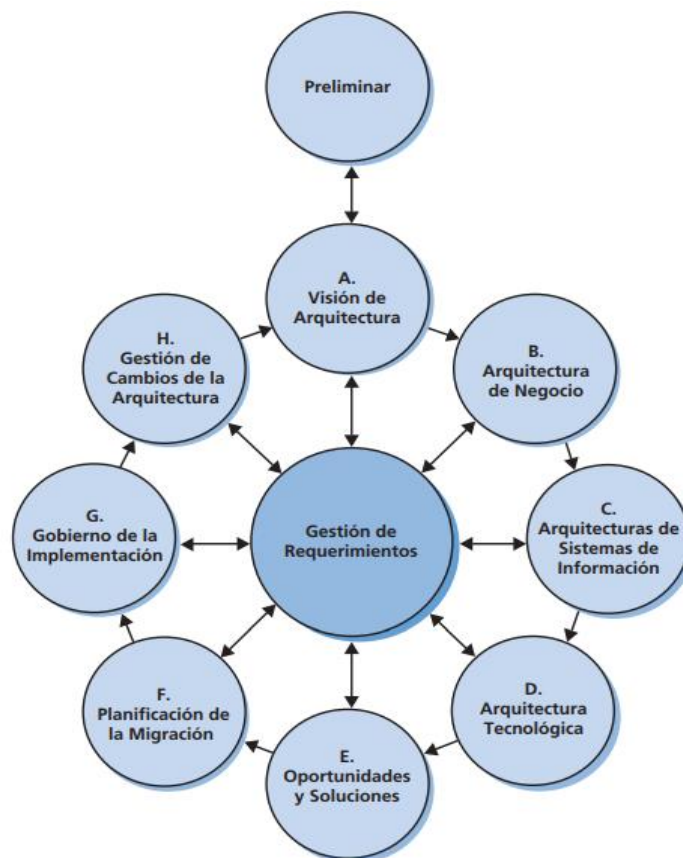 Preliminar
A.
Visión de
Arquitectura
H.
Gestión de
Cambios de la
Arquitectura
B.
Arquitectura
de Negocio
G.
Gobierno de la
Implementación
Gestión de
Requerimientos
C.
Arquitecturas de
Sistemas de
Información
F.
Planificación de
la Migración
D.
Arquitectura
Tecnológica
E.
Oportunidades
y Soluciones